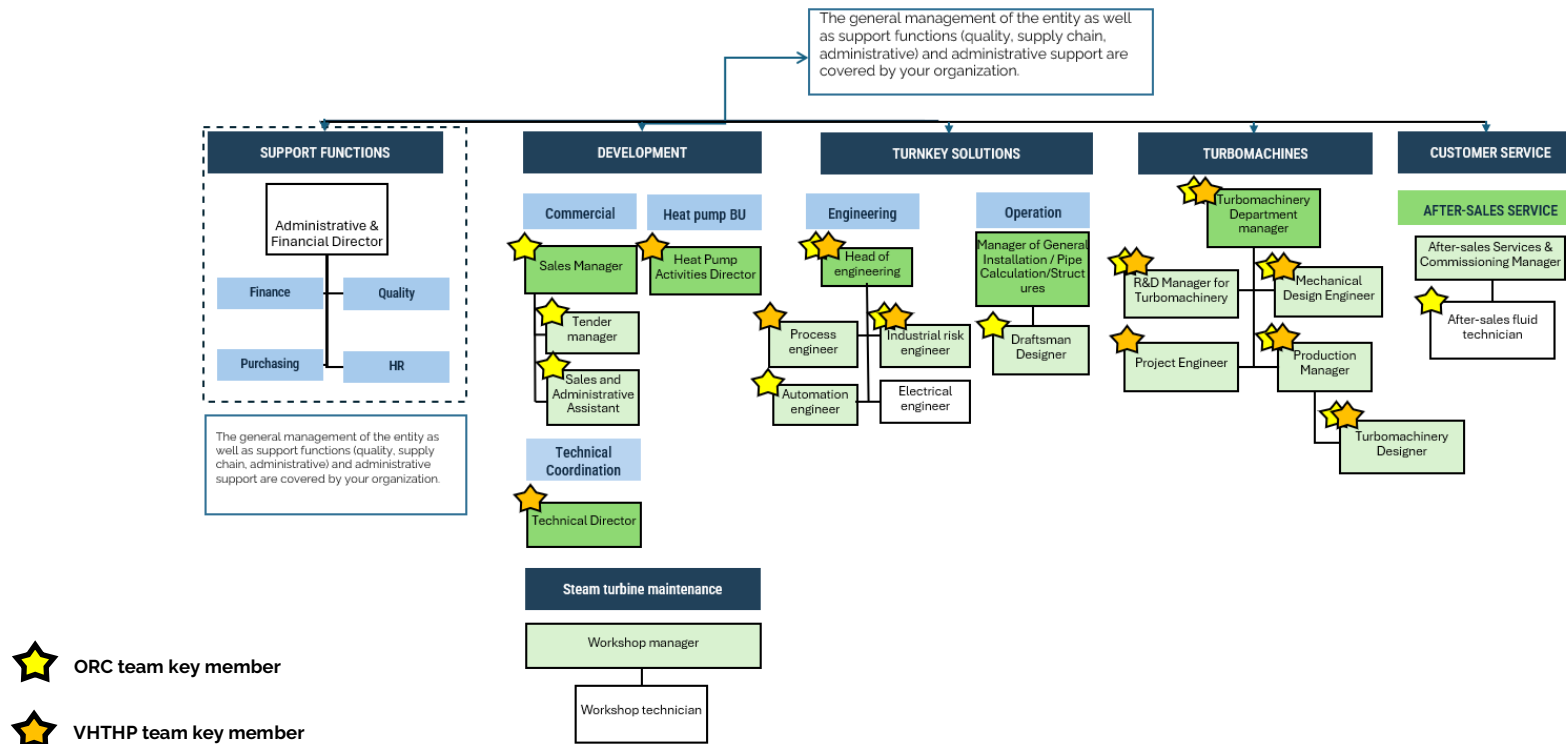 The general management of the entity as well
as support functions (quality, supply chain,
administrative) and administrative support are
covered by your organization.
SUPPORT FUNCTIONS
DEVELOPMENT
TURNKEY SOLUTIONS
TURBOMACHINES
CUSTOMER SERVICE
Administrative &
Financial Director
Finance
Quality
Purchasing
HR
The general management of the entity as
well as support functions (quality, supply
chain, administrative) and administrative
support are covered by your organization.
Commercial
Heat pump BU
Sales Manager
Heat Pump
Activities Director
Tender
manager
Sales and
Administrative
Assistant
Technical
Coordination
Technical Director
Steam turbine maintenance
Workshop manager
Workshop technician
Engineering
Operation
Head of
engineering
Manager of General
Installation / Pipe
Calculation/Struct
ures
Process
engineer
Industrial risk
engineer
Draftsman
Designer
Automation
engineer
Electrical
engineer
Turbomachinery
Department
manager
R&D Manager for
Turbomachinery
Mechanical
Design Engineer
Project Engineer
Production
Manager
Turbomachinery
Designer
AFTER-SALES SERVICE
After-sales Services &
Commissioning Manager
After-sales fluid
technician
ORC team key member
VHTHP team key member